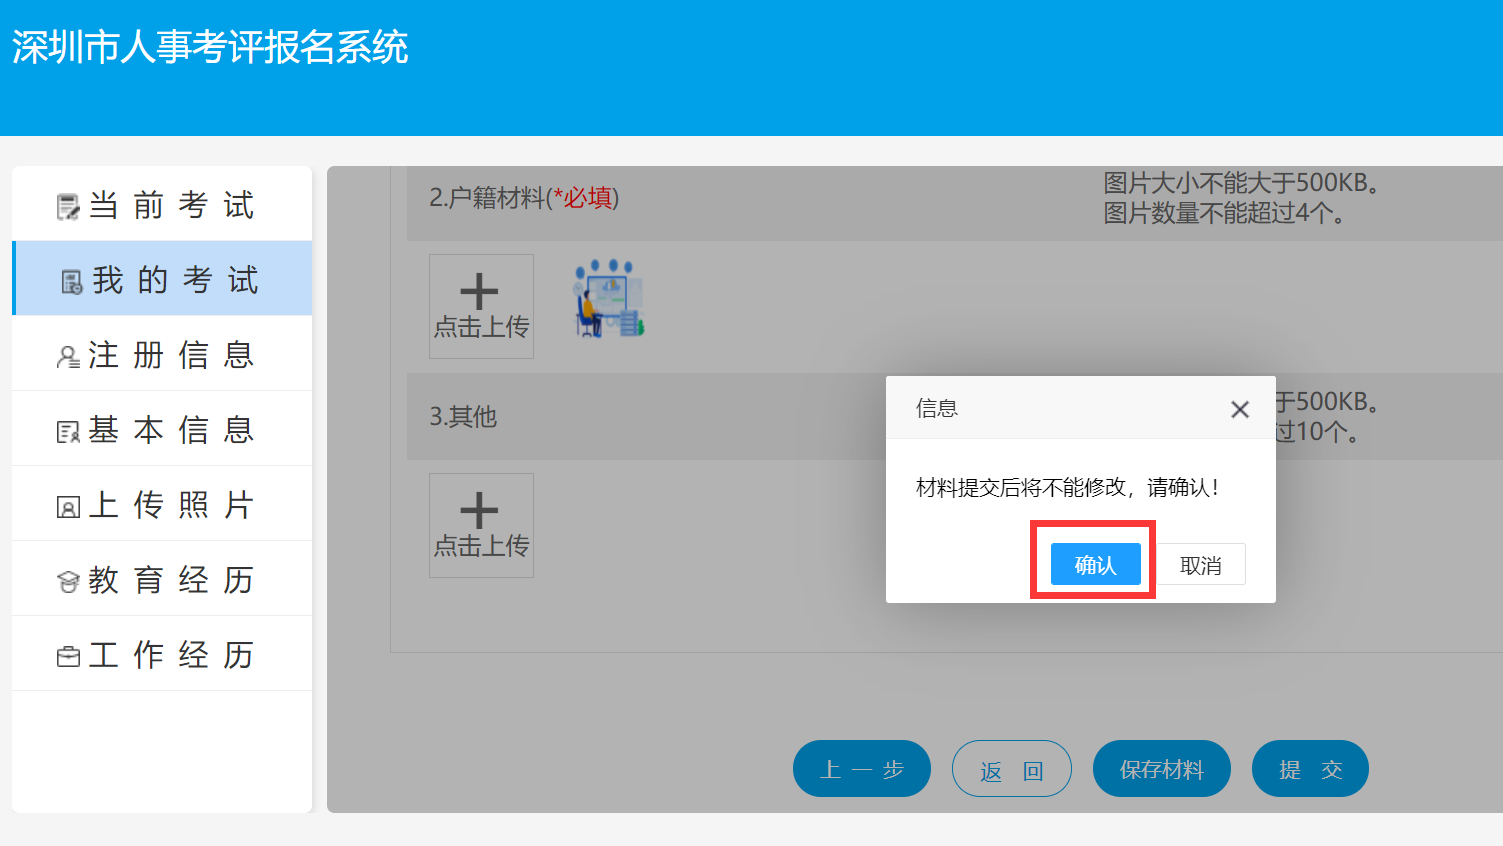 深圳市人事考评报名系统
当前考试
我的考试
注册信息
基本信息
上传照片
教育经历
工作经历
2.户籍材料(*必填)
图片大小不能大于500KB。
图片数量不能超过4个。
点击上传
3.其他
于500KB。
过10个。
点击上传
信息
材料提交后将不能修改，请确认！
确认
取消
上一步
返回
保存材料
提交